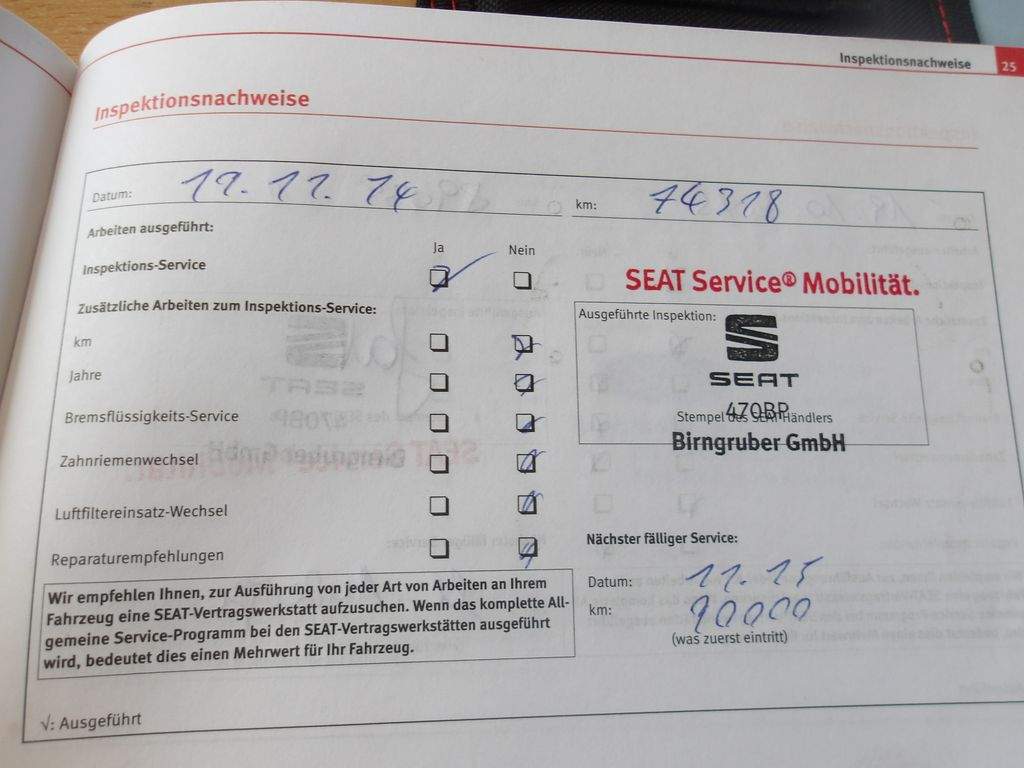 Inspektionsnachweise 25
Inspektionsnachweise
Datum: 11.11.14 km: 74318
Arbeiten ausgeführt:
Ja Nein
Inspektions-Service
Zusätzliche Arbeiten zum Inspektions-Service:
km
Jahre
Bremsflüssigkeits-Service
Zahnriemenwechsel
Luftfiltereinsatz-Wechsel
Reparaturempfehlungen
Wir empfehlen Ihnen, zur Ausführung von jeder Art von Arbeiten an Ihrem
Fahrzeug eine SEAT-Vertragswerkstatt aufzusuchen. Wenn das komplette All-
gemeine Service-Programm bei den SEAT-Vertragswerkstätten ausgeführt
wird, bedeutet dies einen Mehrwert für Ihr Fahrzeug.
√: Ausgeführt
SEAT Service® Mobilität.
Ausgeführte Inspektion:
SEAT
470BP
Stempel des SEAT-Händlers
Birngruber GmbH
Nächster fälliger Service:
Datum: 11.15
km: 90000
(was zuerst eintritt)